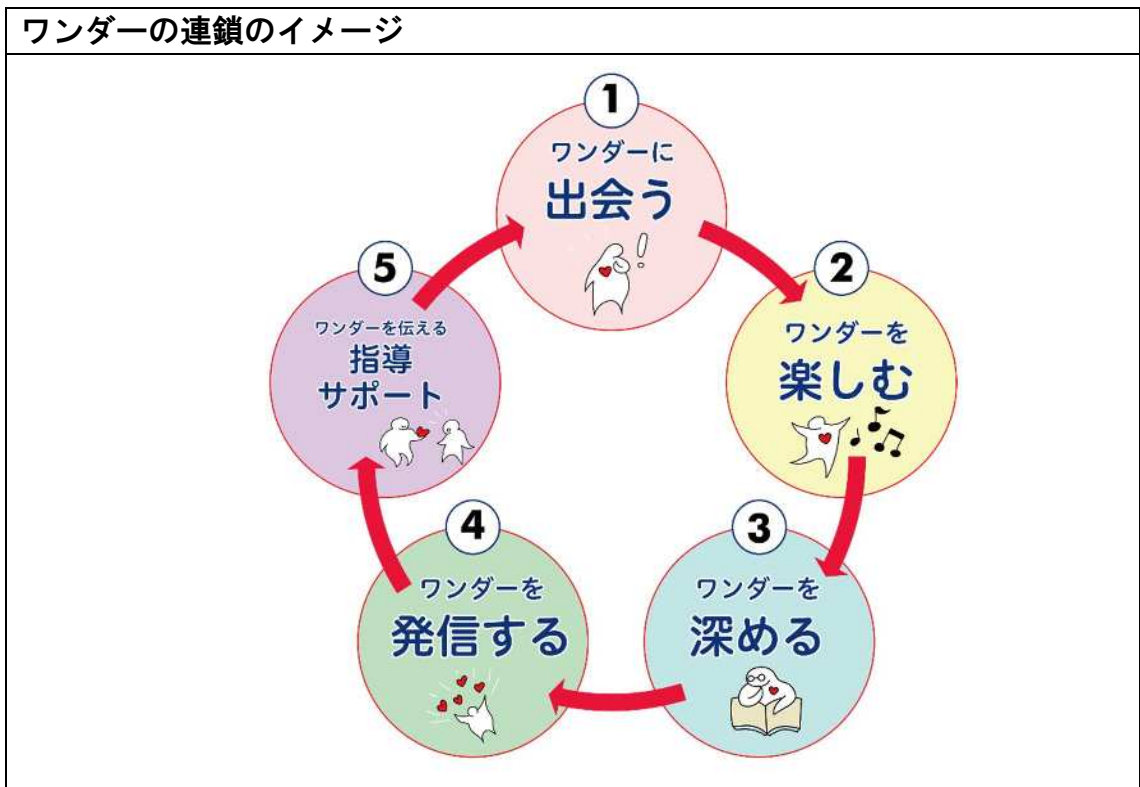 ワンダーの連鎖のイメージ
1
ワンダーに
出会う
!
2
ワンダーを
楽しむ
3
ワンダーを
深める
4
ワンダーを
発信する
5
ワンダーを伝える
指導
サポート